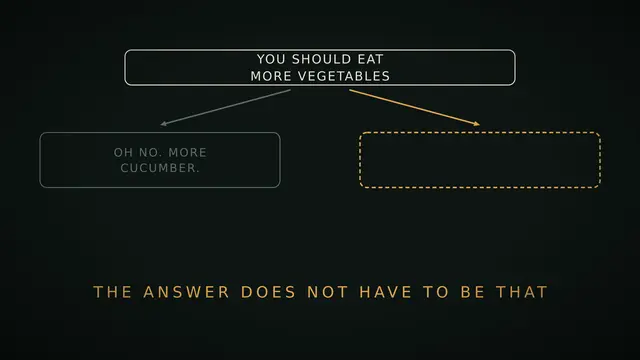 YOU SHOULD EAT
MORE VEGETABLES
OH NO. MORE
CUCUMBER.
THE ANSWER DOES NOT HAVE TO BE THAT